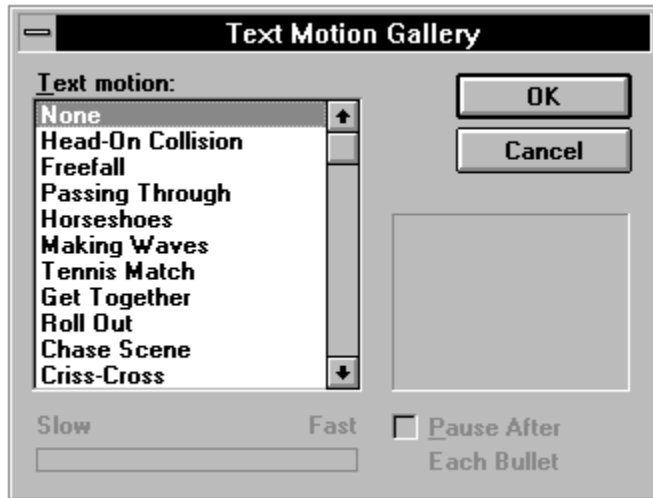 Text Motion Gallery
Text motion:
None
Head-On Collision
Freefall
Passing Through
Horseshoes
Making Waves
Tennis Match
Get Together
Roll Out
Chase Scene
Criss-Cross
OK
Cancel
Slow Fast
Pause After
Each Bullet